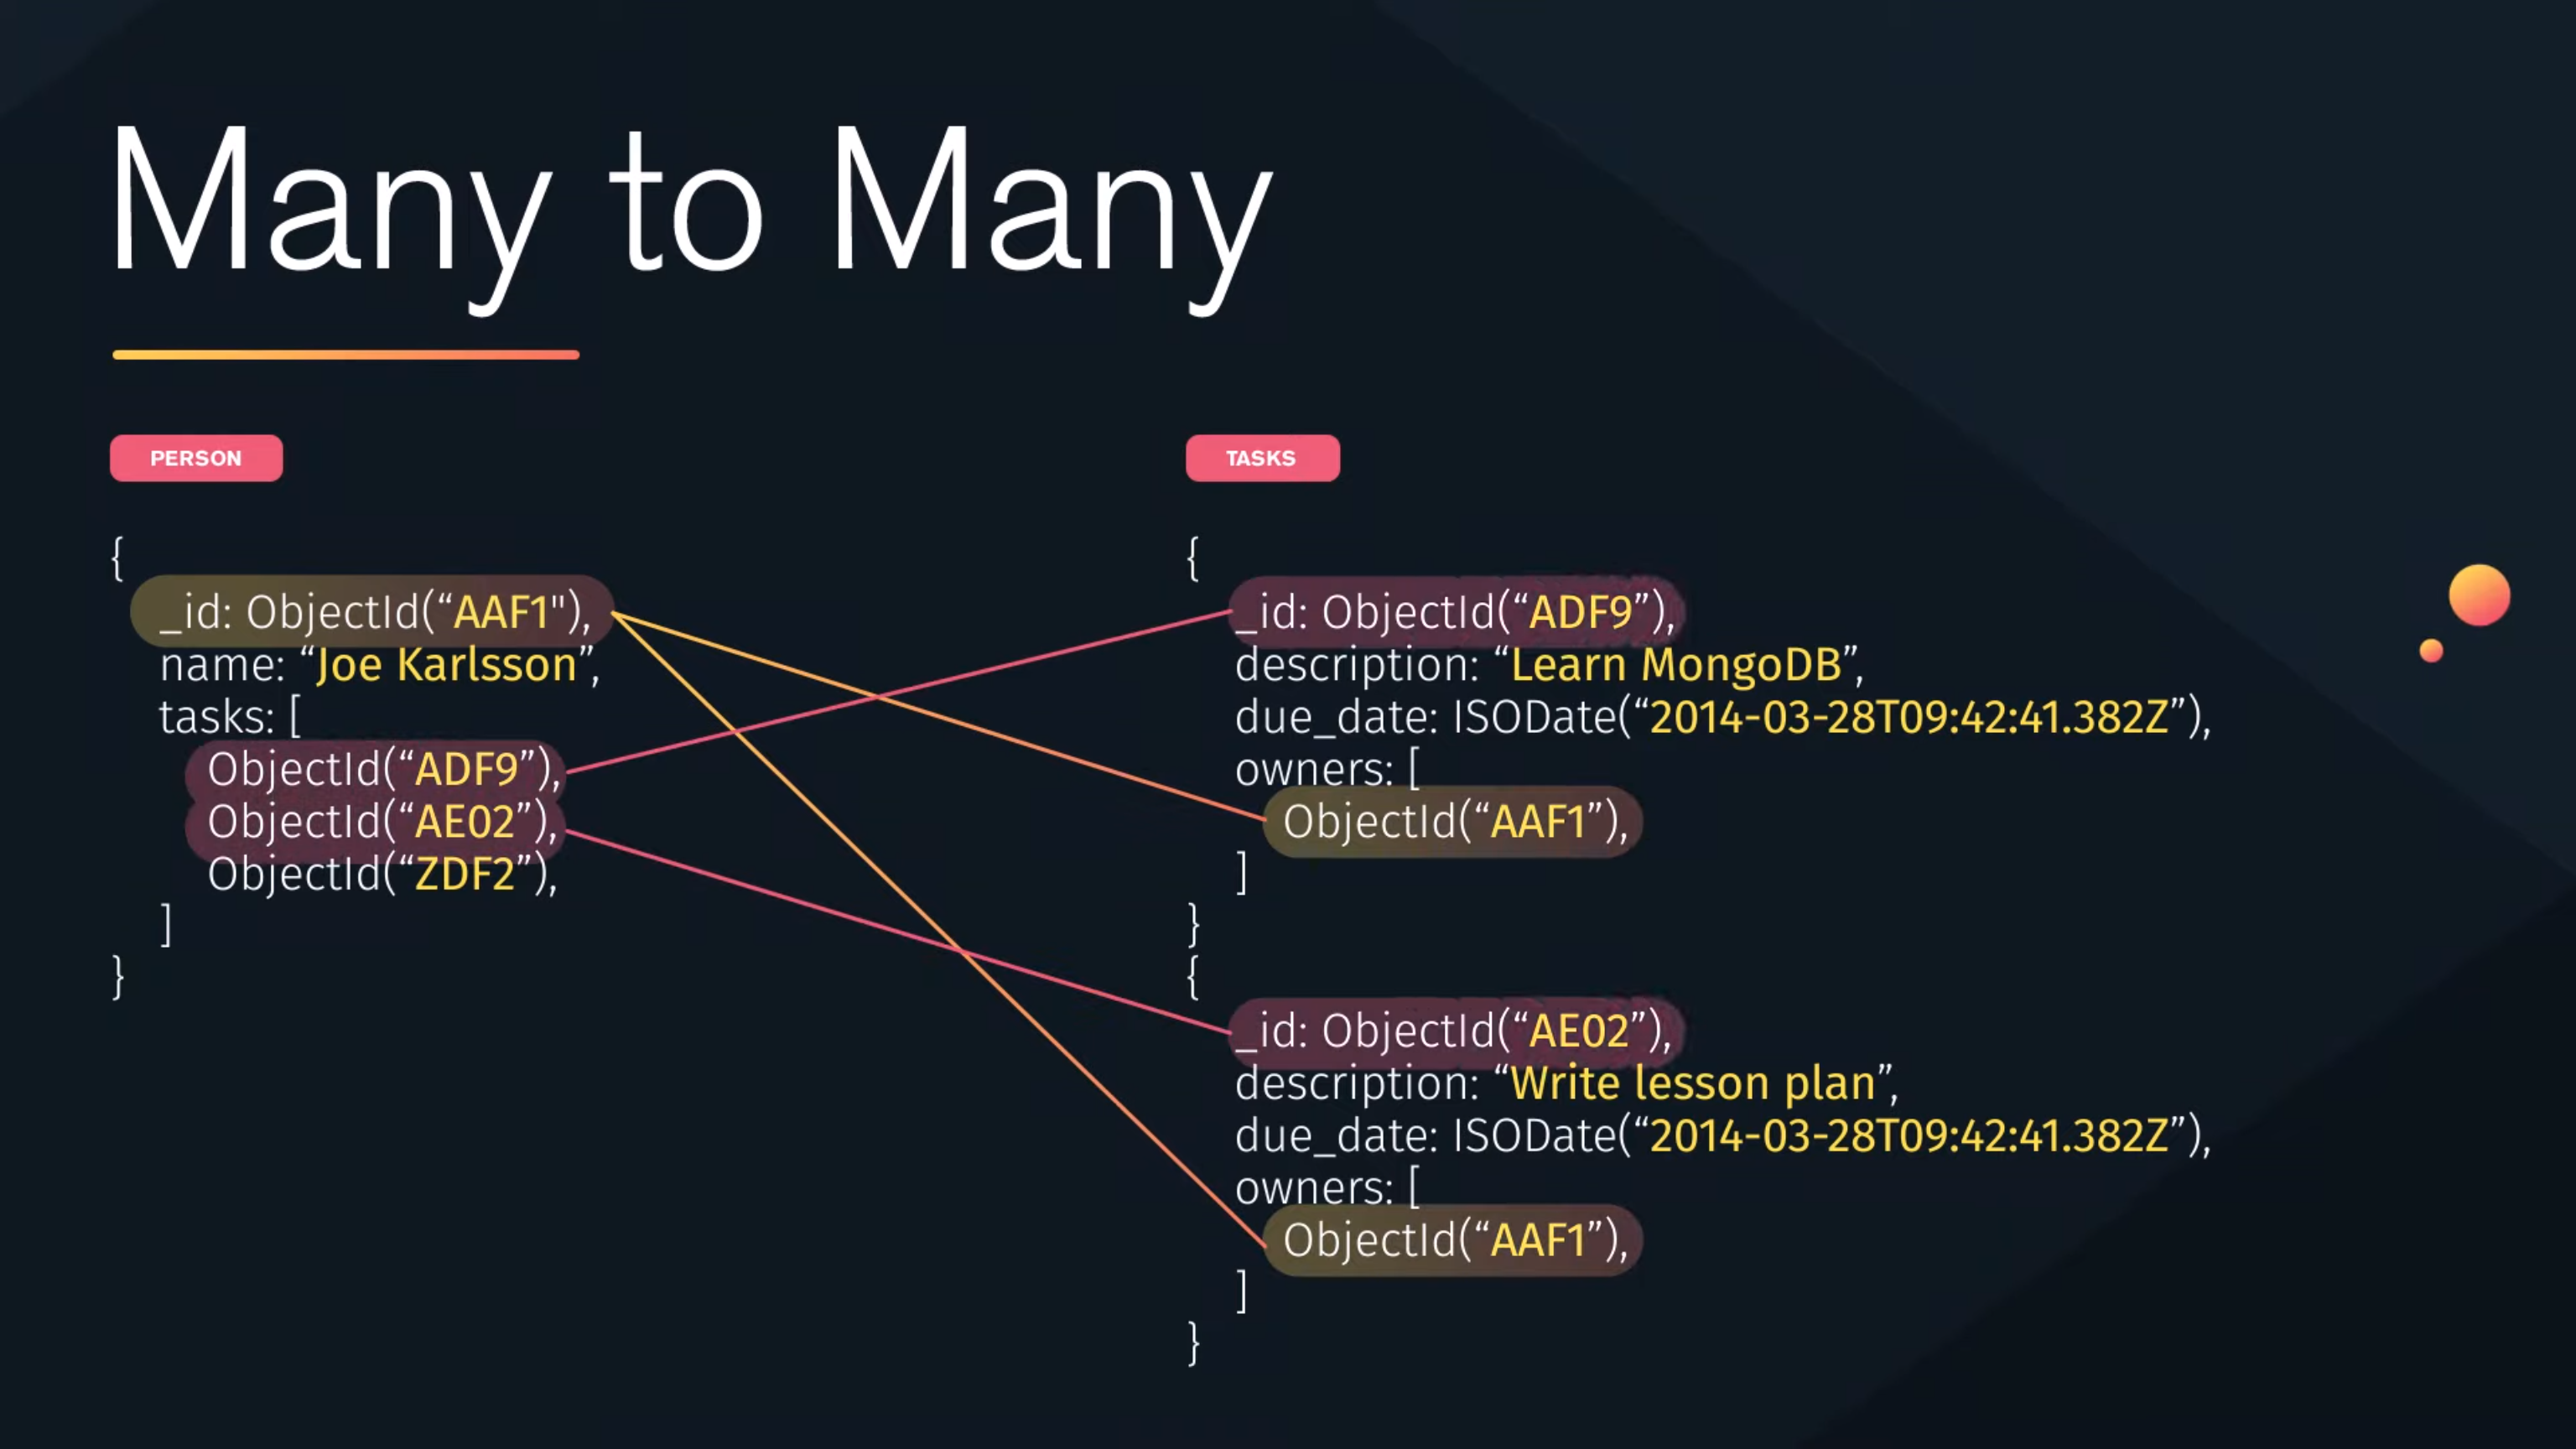 Many to Many
PERSON
{
_id: ObjectId(“AAF1"),
name: “Joe Karlsson”,
tasks: [
ObjectId(“ADF9”),
ObjectId(“AE02”),
ObjectId(“ZDF2”),
]
}
TASKS
{
_id: ObjectId(“ADF9”),
description: “Learn MongoDB”,
due_date: ISODate(“2014-03-28T09:42:41.382Z”),
owners: [
ObjectId(“AAF1”),
]
}
{
_id: ObjectId(“AE02”),
description: “Write lesson plan”,
due_date: ISODate(“2014-03-28T09:42:41.382Z”),
owners: [
ObjectId(“AAF1”),
]
}